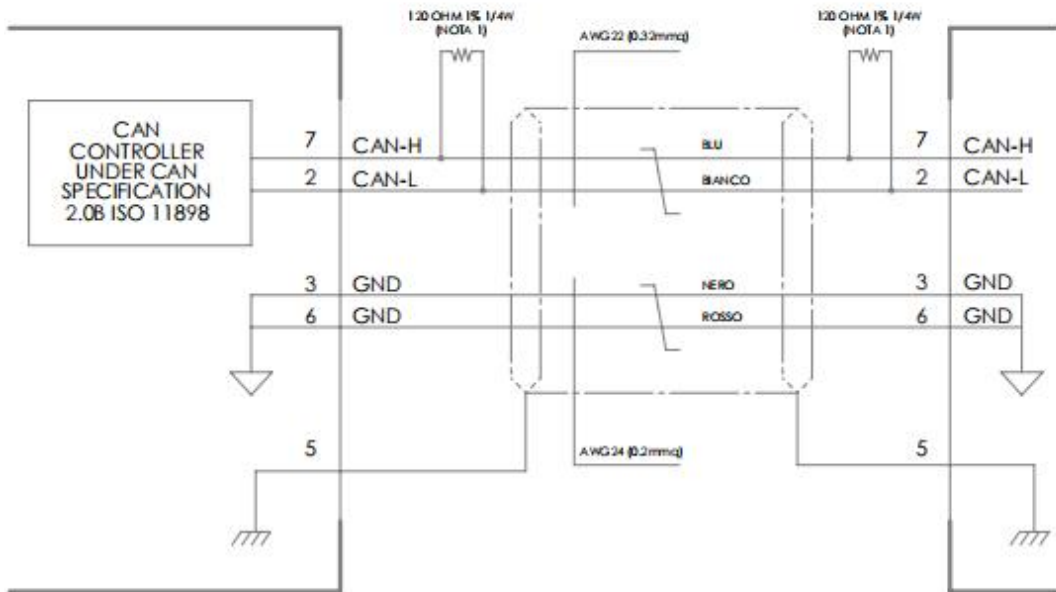 120 OHM 1% 1/4W
(NOTA 1)
AWG22 (0.32mmq)
120 OHM 1% 1/4W
(NOTA 1)
CAN
CONTROLLER
UNDER CAN
SPECIFICATION
2.0B ISO 11898
7 CAN-H
BLU
7 CAN-H
2 CAN-L
BIANCO
2 CAN-L
3 GND
NERO
3 GND
6 GND
ROSSO
6 GND
5
AWG24 (0.2mmq)
5